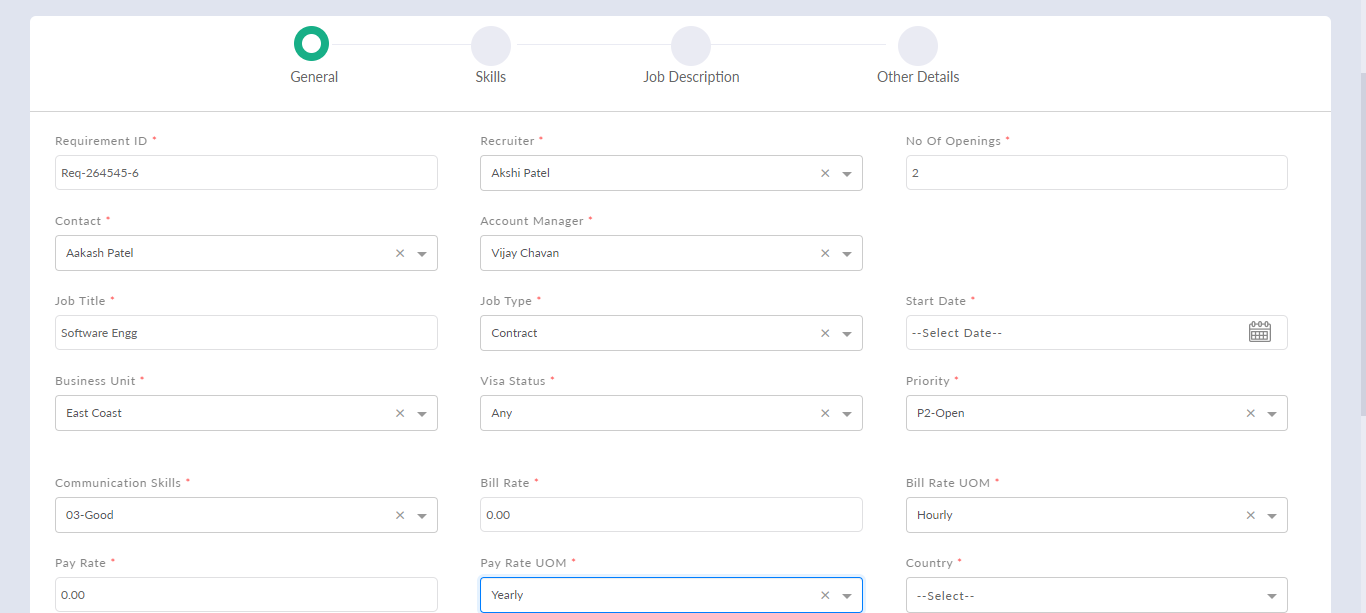 General Skills Job Description Other Details
Requirement ID * Recruiter * No Of Openings *
Req-264545-6 Akshi Patel 2
Contact * Account Manager *
Aakash Patel Vijay Chavan
Job Title * Job Type * Start Date *
Software Engg Contract --Select Date--
Business Unit * Visa Status * Priority *
East Coast Any P2-Open
Communication Skills * Bill Rate * Bill Rate UOM *
03-Good 0.00 Hourly
Pay Rate * Pay Rate UOM * Country *
0.00 Yearly --Select--